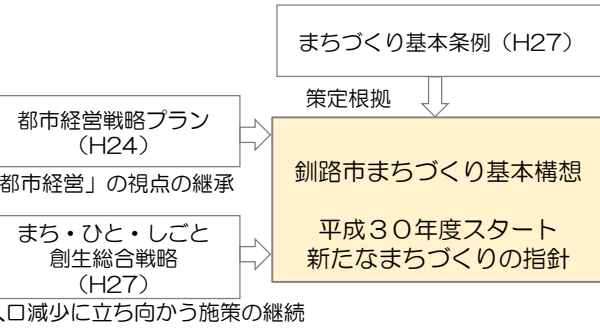 まちづくり基本条例（H27）
策定根拠
都市経営戦略プラン
（H24）
都市経営」の視点の継承
釧路市まちづくり基本構想
平成３０年度スタート
新たなまちづくりの指針
まち・ひと・しごと
創生総合戦略
（H27）
人口減少に立ち向かう施策の継続